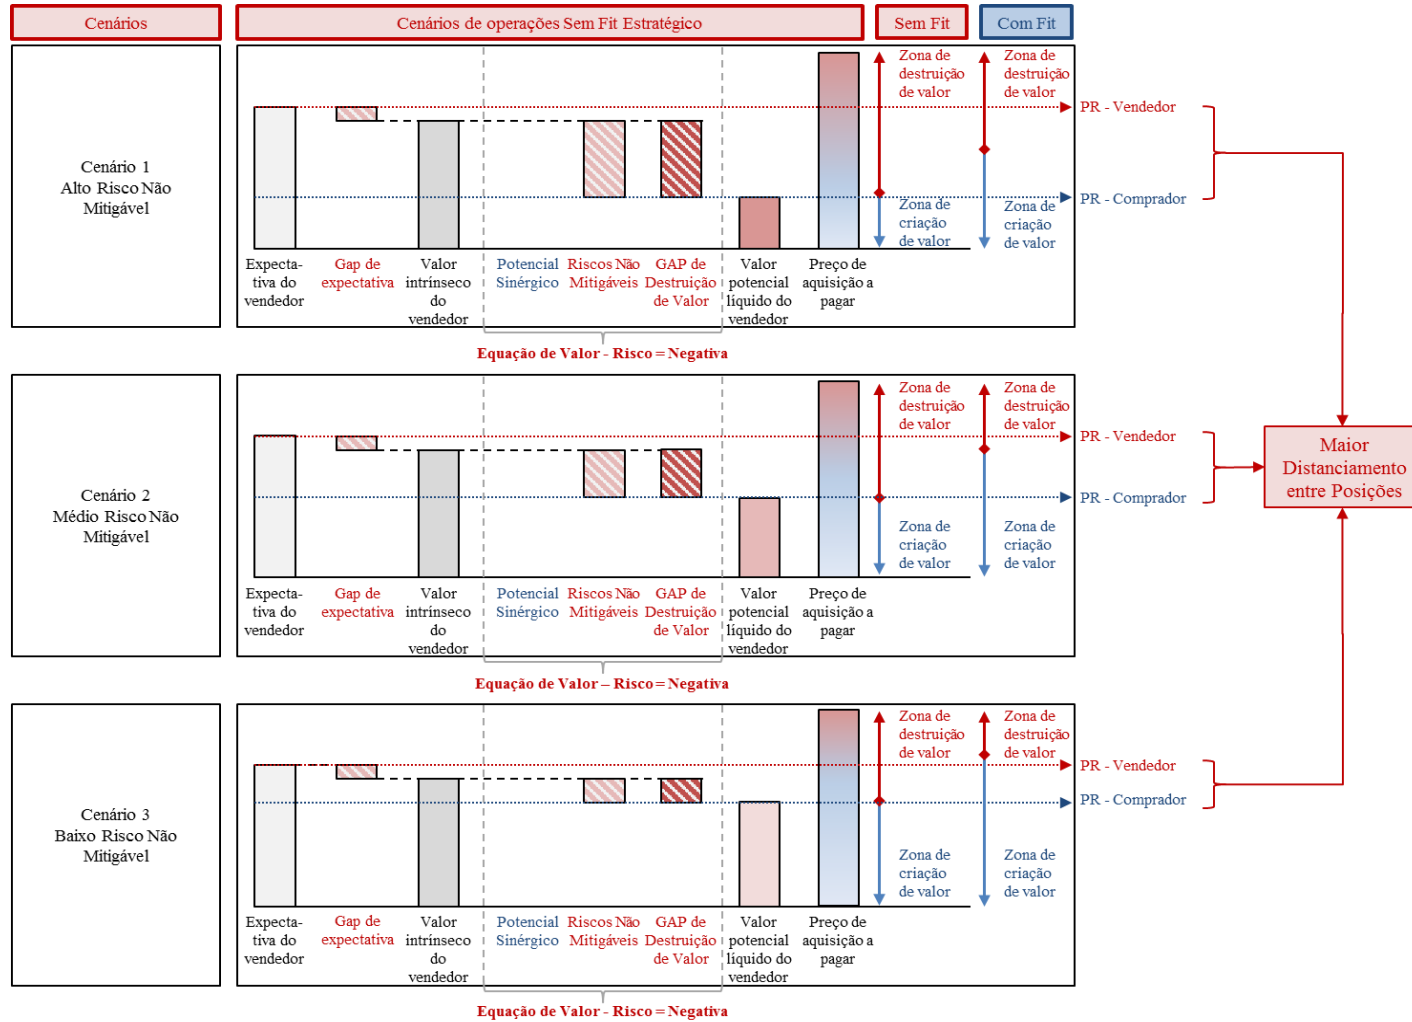 Cenários
Cenários de operações Sem Fit Estratégico
Sem Fit
Com Fit
Cenário 1
Alto Risco Não
Mitigável
Zona de
destruição
de valor
Zona de
destruição
de valor
PR - Vendedor
PR - Comprador
Zona de
criação
de valor
Zona de
criação
de valor
Expecta-
tiva do
vendedor
Gap de
expectativa
Valor
intrínseco
do
vendedor
Potencial
Sinérgico
Riscos Não
Mitigáveis
GAP de
Destruição
de Valor
Valor
potencial
líquido do
vendedor
Preço de
aquisição a
pagar
Equação de Valor - Risco = Negativa
Cenário 2
Médio Risco Não
Mitigável
Zona de
destruição
de valor
Zona de
destruição
de valor
PR - Vendedor
PR - Comprador
Zona de
criação
de valor
Zona de
criação
de valor
Expecta-
tiva do
vendedor
Gap de
expectativa
Valor
intrínseco
do
vendedor
Potencial
Sinérgico
Riscos Não
Mitigáveis
GAP de
Destruição
de Valor
Valor
potencial
líquido do
vendedor
Preço de
aquisição a
pagar
Equação de Valor – Risco = Negativa
Maior
Distanciamento
entre Posições
Cenário 3
Baixo Risco Não
Mitigável
Zona de
destruição
de valor
Zona de
destruição
de valor
PR - Vendedor
PR - Comprador
Zona de
criação
de valor
Zona de
criação
de valor
Expecta-
tiva do
vendedor
Gap de
expectativa
Valor
intrínseco
do
vendedor
Potencial
Sinérgico
Riscos Não
Mitigáveis
GAP de
Destruição
de Valor
Valor
potencial
líquido do
vendedor
Preço de
aquisição a
pagar
Equação de Valor - Risco = Negativa